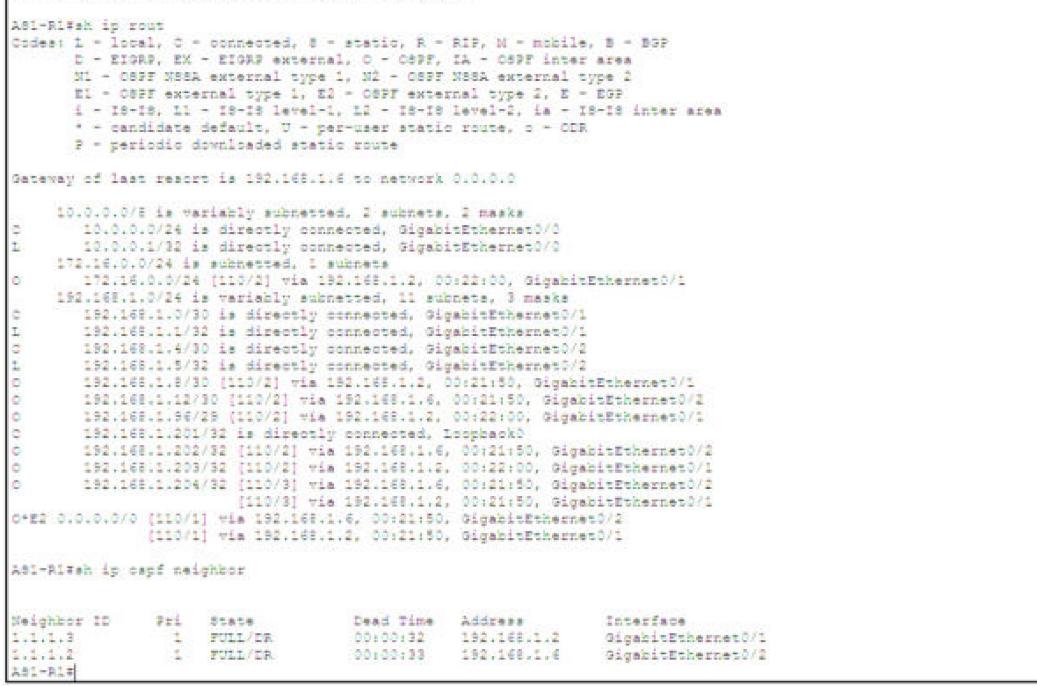 AS1-R1#sh ip rout
Codes: L - local, C - connected, S - static, R - RIP, M - mobile, B - BGP
D - EIGRP, EX - EIGRP external, O - OSPF, IA - OSPF inter area
N1 - OSPF NSSA external type 1, N2 - OSPF NSSA external type 2
E1 - OSPF external type 1, E2 - OSPF external type 2, E - EGP
i - IS-IS, L1 - IS-IS level-1, L2 - IS-IS level-2, ia - IS-IS inter area
* - candidate default, U - per-user static route, o - ODR
P - periodic downloaded static route
Gateway of last resort is 192.168.1.6 to network 0.0.0.0
10.0.0.0/8 is variably subnetted, 2 subnets, 2 masks
C 10.0.0.0/24 is directly connected, GigabitEthernet0/0
L 10.0.0.1/32 is directly connected, GigabitEthernet0/0
172.16.0.0/24 is subnetted, 1 subnets
O 172.16.0.0/24 [110/2] via 192.168.1.2, 00:22:00, GigabitEthernet0/1
192.168.1.0/24 is variably subnetted, 11 subnets, 3 masks
C 192.168.1.0/30 is directly connected, GigabitEthernet0/1
L 192.168.1.1/32 is directly connected, GigabitEthernet0/1
C 192.168.1.4/30 is directly connected, GigabitEthernet0/2
L 192.168.1.5/32 is directly connected, GigabitEthernet0/2
O 192.168.1.8/30 [110/2] via 192.168.1.2, 00:21:50, GigabitEthernet0/1
O 192.168.1.12/30 [110/2] via 192.168.1.6, 00:21:50, GigabitEthernet0/2
O 192.168.1.96/29 [110/2] via 192.168.1.2, 00:22:00, GigabitEthernet0/1
C 192.168.1.201/32 is directly connected, Loopback0
O 192.168.1.202/32 [110/2] via 192.168.1.6, 00:21:50, GigabitEthernet0/2
O 192.168.1.203/32 [110/2] via 192.168.1.2, 00:22:00, GigabitEthernet0/1
O 192.168.1.204/32 [110/3] via 192.168.1.6, 00:21:50, GigabitEthernet0/2
[110/3] via 192.168.1.2, 00:21:50, GigabitEthernet0/1
O*E2 0.0.0.0/0 [110/1] via 192.168.1.6, 00:21:50, GigabitEthernet0/2
[110/1] via 192.168.1.2, 00:21:50, GigabitEthernet0/1
AS1-R1#sh ip ospf neighbor
Neighbor ID Pri State Dead Time Address Interface
1.1.1.3 1 FULL/DR 00:00:32 192.168.1.2 GigabitEthernet0/1
1.1.1.2 1 FULL/DR 00:00:33 192.168.1.6 GigabitEthernet0/2
AS1-R1#